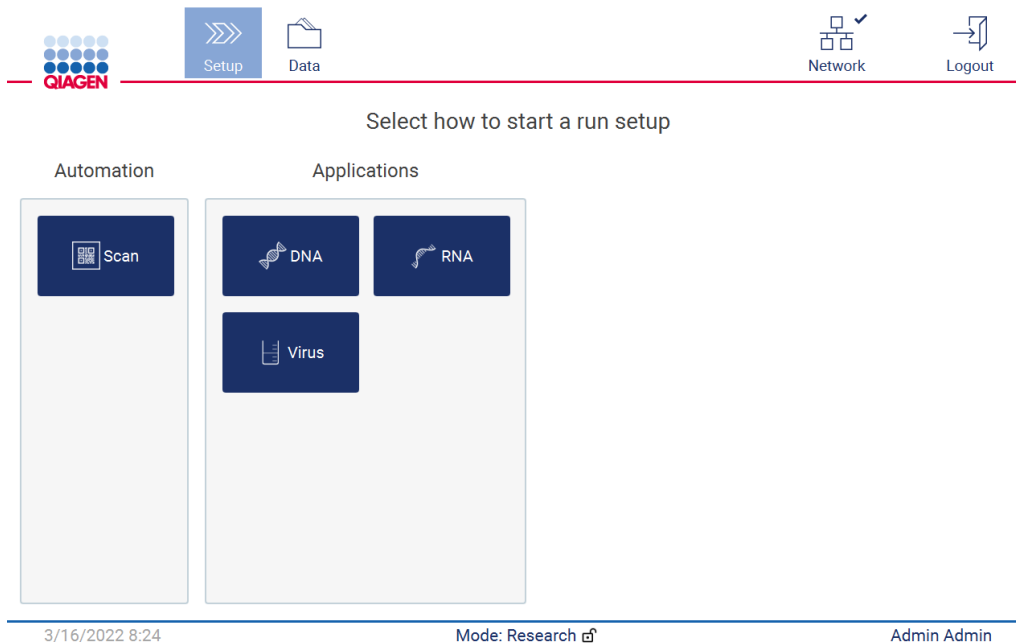 QIAGEN
Setup
Data
Network
Logout
Select how to start a run setup
Automation
Applications
Scan
DNA
RNA
Virus
3/16/2022 8:24
Mode: Research
Admin Admin